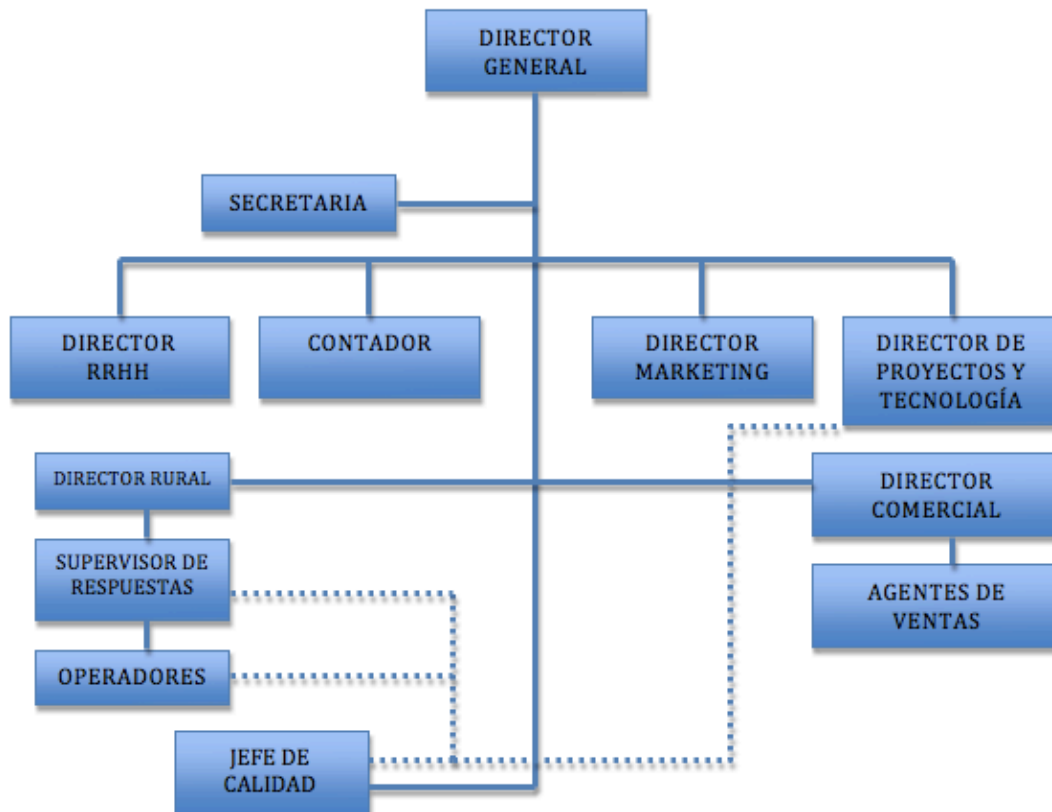 DIRECTOR
GENERAL
SECRETARIA
DIRECTOR
RRHH
CONTADOR
DIRECTOR
MARKETING
DIRECTOR DE
PROYECTOS Y
TECNOLOGÍA
DIRECTOR RURAL
DIRECTOR
COMERCIAL
SUPERVISOR DE
RESPUESTAS
AGENTES DE
VENTAS
OPERADORES
JEFE DE
CALIDAD